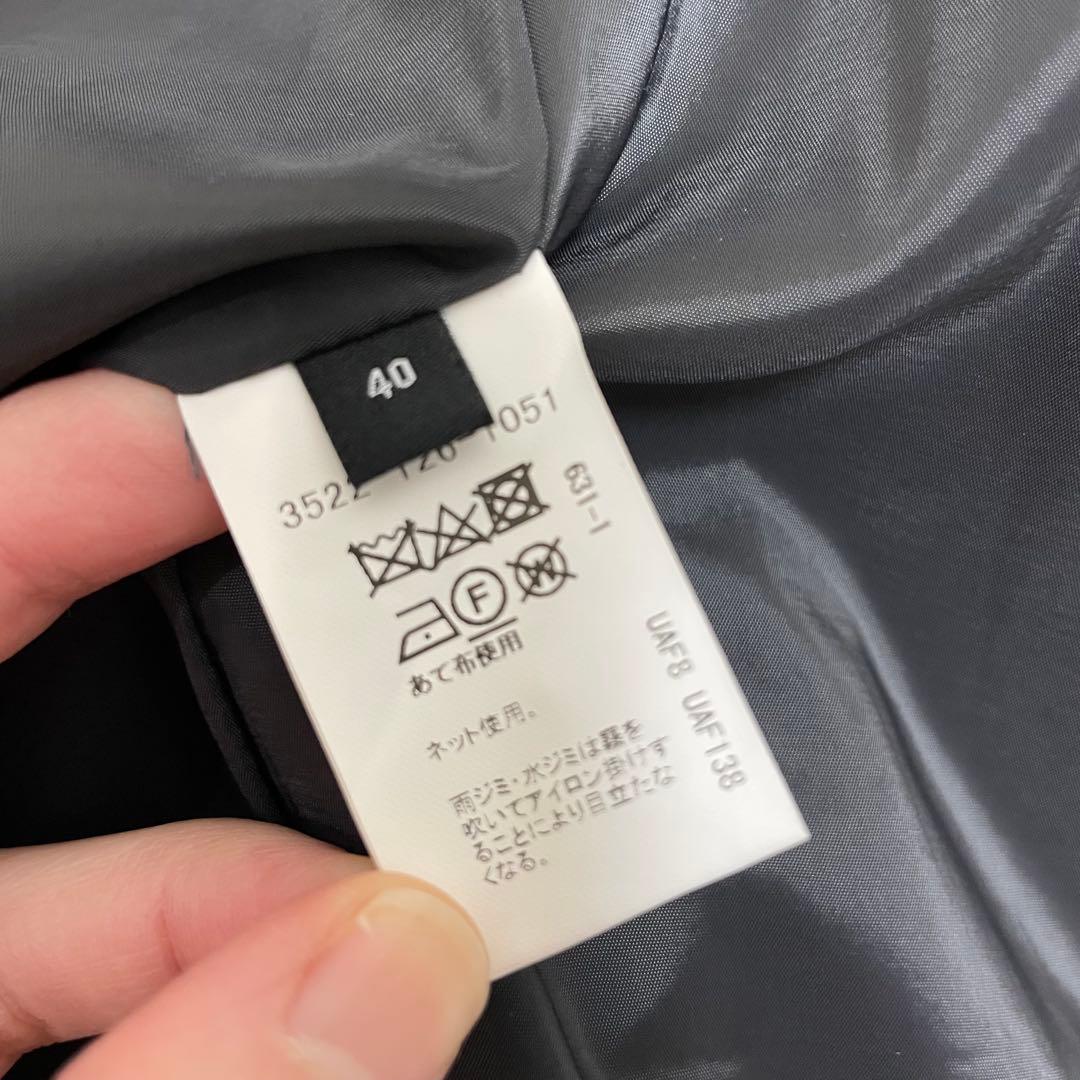 40
3522-126-1051
631-1
F
W
あて布使用
ネット使用。
雨ジミ・水ジミは霧を
吹いてアイロン掛けす
ることにより目立たな
くなる。
UAF8 UAF138